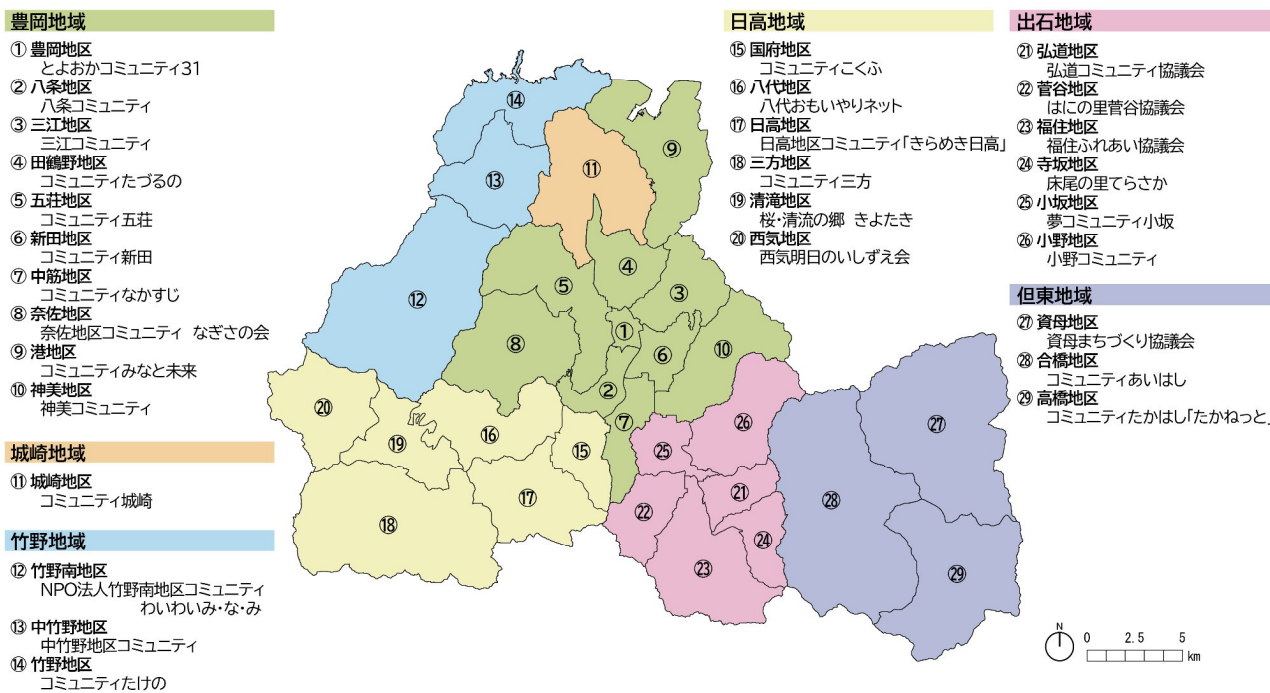 豊岡地域
① 豊岡地区
とよおかコミュニティ31
② 八条地区
八条コミュニティ
③ 三江地区
三江コミュニティ
④ 田鶴野地区
コミュニティたづるの
⑤ 五荘地区
コミュニティ五荘
⑥ 新田地区
コミュニティ新田
⑦ 中筋地区
コミュニティなかすじ
⑧ 奈佐地区
奈佐地区コミュニティ なぎさの会
⑨ 港地区
コミュニティみなと未来
⑩ 神美地区
神美コミュニティ
城崎地域
⑪ 城崎地区
コミュニティ城崎
竹野地域
⑫ 竹野南地区
NPO法人竹野南地区コミュニティ
わいわいみ・な・み
⑬ 中竹野地区
中竹野地区コミュニティ
⑭ 竹野地区
コミュニティたけの
日高地域
⑮ 国府地区
コミュニティこくふ
⑯ 八代地区
八代おもいやりネット
⑰ 日高地区
日高地区コミュニティ「きらめき日高」
⑱ 三方地区
コミュニティ三方
⑲ 清滝地区
桜・清流の郷 きよたき
⑳ 西気地区
西気明日のいしずえ会
出石地域
㉑ 弘道地区
弘道コミュニティ協議会
㉒ 菅谷地区
はにの里菅谷協議会
㉓ 福住地区
福住ふれあい協議会
㉔ 寺坂地区
床尾の里てらさか
㉕ 小坂地区
夢コミュニティ小坂
㉖ 小野地区
小野コミュニティ
但東地域
㉗ 資母地区
資母まちづくり協議会
㉘ 合橋地区
コミュニティあいはし
㉙ 高橋地区
コミュニティたかはし「たかねっと」
⑭
⑨
⑪
⑬
④
⑤
③
⑫
①
⑧
⑥
⑩
②
⑳
⑦
㉖
㉗
⑯
⑲
⑮
㉕
㉑
⑰
㉘
㉒
⑱
㉔
㉓
㉙
N
0 2.5 5
km